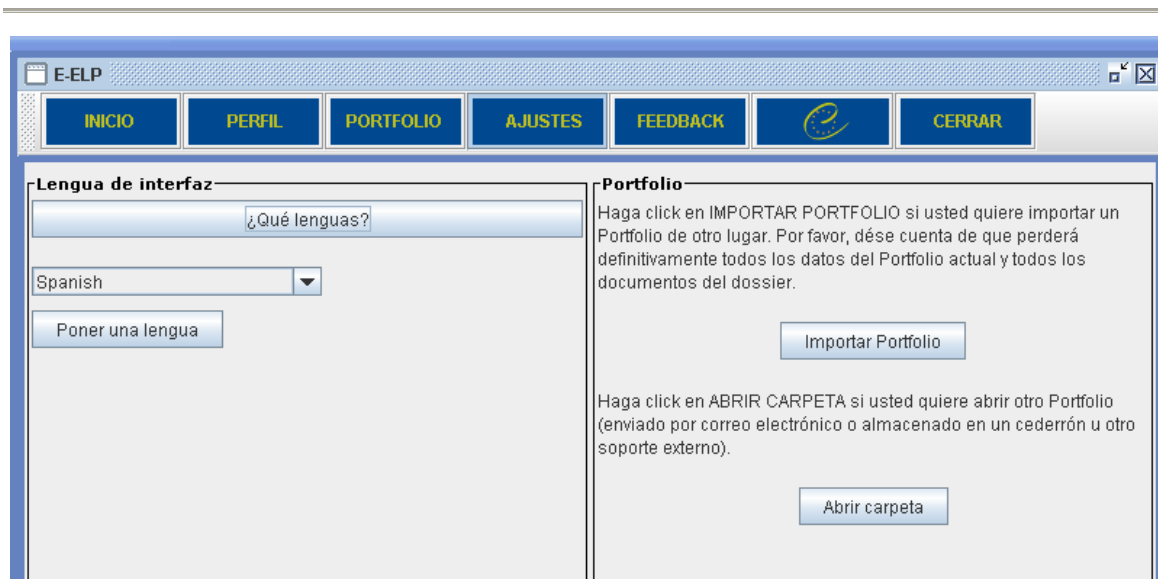 E-ELP
INICIO PERFIL PORTFOLIO AJUSTES FEEDBACK CERRAR
Lengua de interfaz
¿Qué lenguas?
Spanish
Poner una lengua
Portfolio
Haga click en IMPORTAR PORTFOLIO si usted quiere importar un
Portfolio de otro lugar. Por favor, dése cuenta de que perderá
definitivamente todos los datos del Portfolio actual y todos los
documentos del dossier.
Importar Portfolio
Haga click en ABRIR CARPETA si usted quiere abrir otro Portfolio
(enviado por correo electrónico o almacenado en un cederrón u otro
soporte externo).
Abrir carpeta